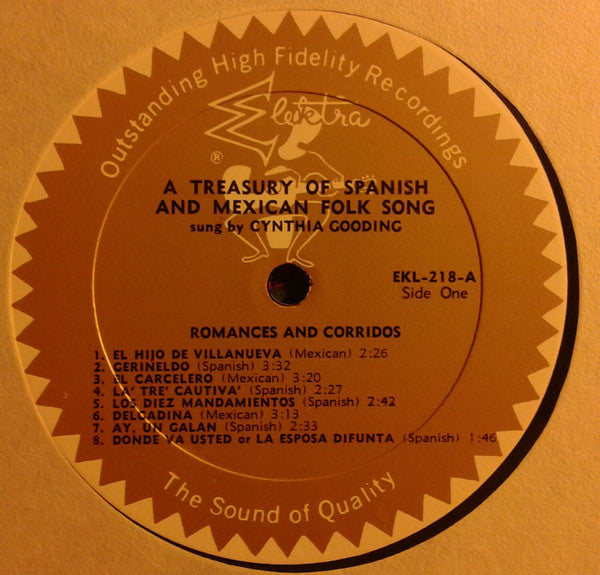 Outstanding High Fidelity Recordings
Elektra
®
A TREASURY OF SPANISH
AND MEXICAN FOLK SONG
sung by CYNTHIA GOODING
EKL-218-A
Side One
ROMANCES AND CORRIDOS
1. EL HIJO DE VILLANUEVA (Mexican) 2:26
2. GERINELDO (Spanish) 3:32
3. EL CARCELERO (Mexican) 3:20
4. LA' TRE' CAUTIVA' (Spanish) 2:27
5. LOS DIEZ MANDAMIENTOS (Spanish) 2:42
6. DELGADINA (Mexican) 3:13
7. AY, UN GALAN (Spanish) 2:33
8. DONDE VA USTED or LA ESPOSA DIFUNTA (Spanish) 1:46
The Sound of Quality